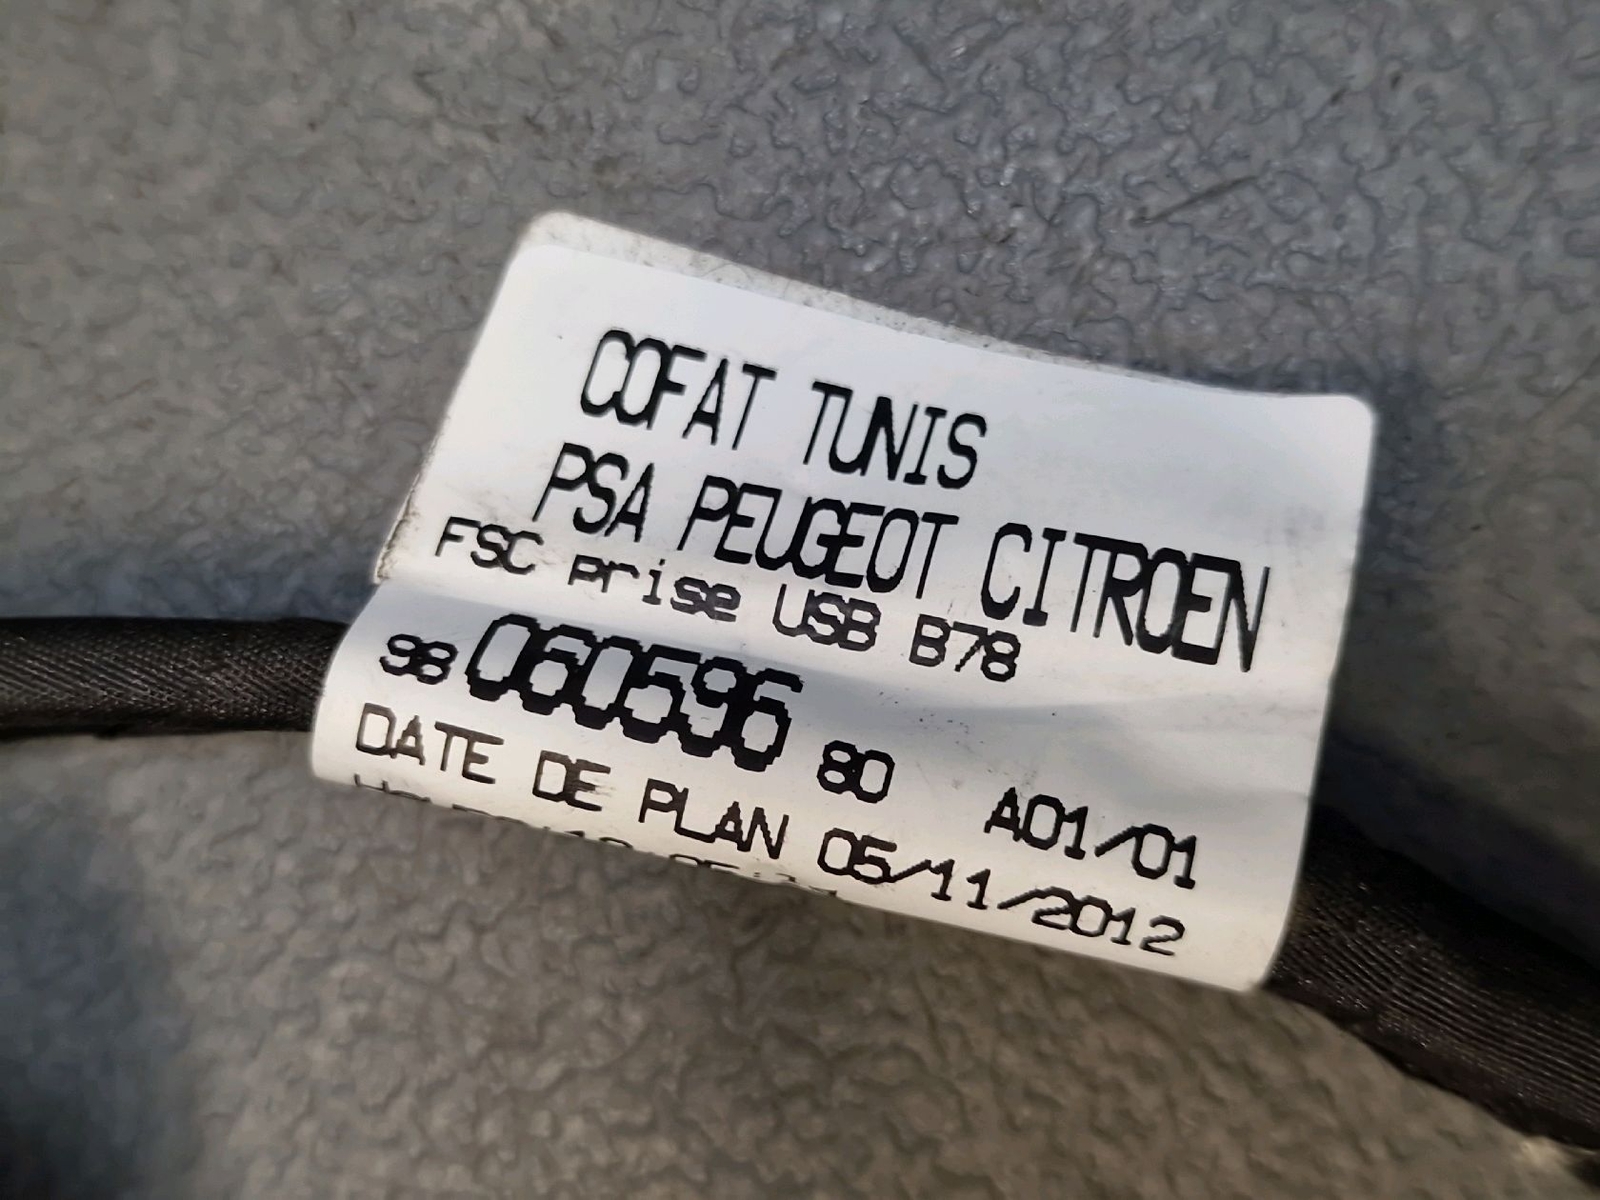 COFAT TUNIS
PSA PEUGEOT CITROEN
FSC prise USB B78
98 060596 80 A01/01
DATE DE PLAN 05/11/2012